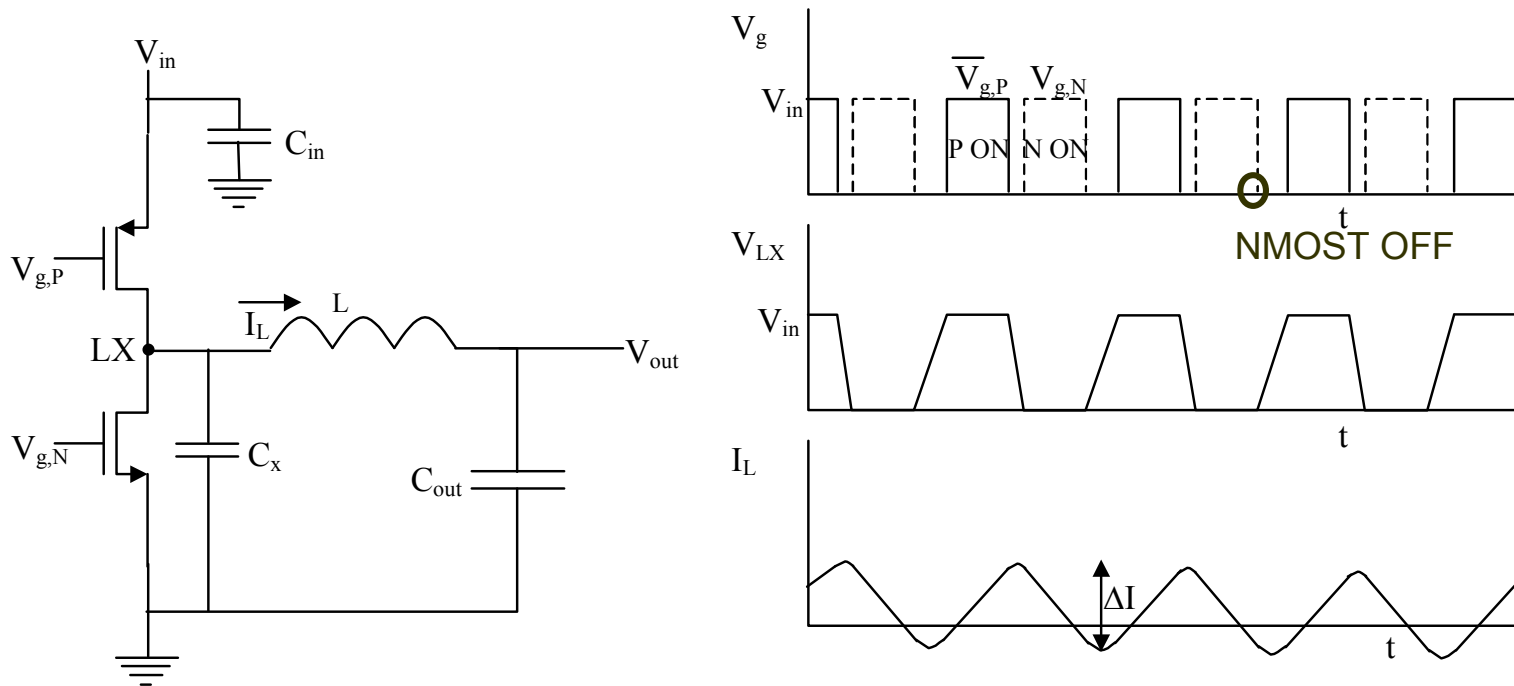 V_in
C_in
V_g,P
I_L
L
LX
V_out
V_g,N
C_x
C_out
V_g
V̅_g,P V_g,N
V_in
P ON N ON
t
NMOST OFF
V_LX
V_in
t
I_L
ΔI
t